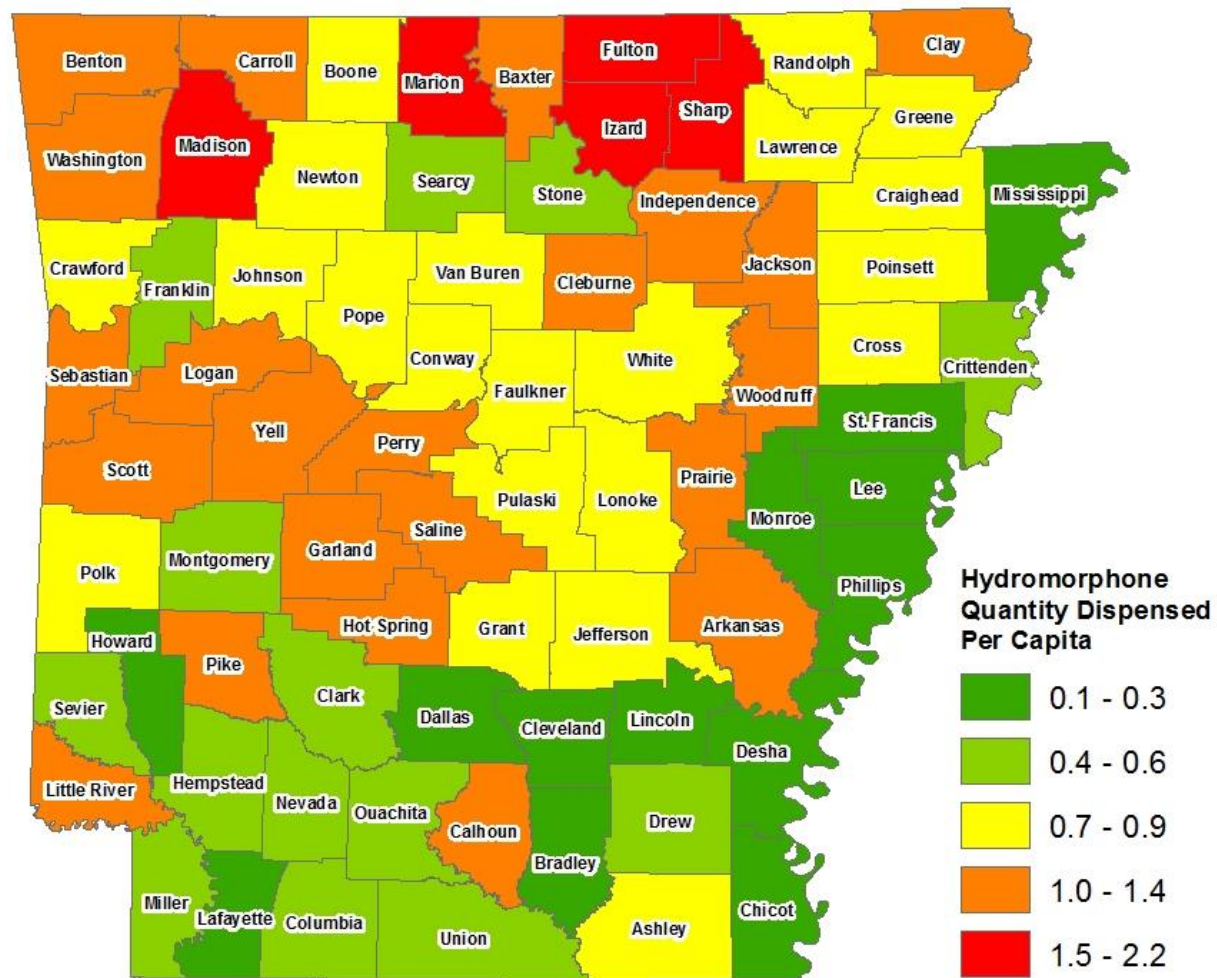 Benton
Carroll
Boone
Marion
Baxter
Fulton
Randolph
Clay
Washington
Madison
Newton
Searcy
Stone
Izard
Sharp
Lawrence
Greene
Independence
Craighead
Mississippi
Crawford
Franklin
Johnson
Pope
Van Buren
Cleburne
Jackson
Poinsett
Sebastian
Logan
Conway
Faulkner
White
Woodruff
Cross
Crittenden
Scott
Yell
Perry
Pulaski
Lonoke
Prairie
St. Francis
Lee
Monroe
Phillips
Polk
Montgomery
Garland
Saline
Howard
Pike
Hot Spring
Grant
Jefferson
Arkansas
Sevier
Clark
Dallas
Cleveland
Lincoln
Desha
Little River
Hempstead
Nevada
Ouachita
Calhoun
Bradley
Drew
Miller
Lafayette
Columbia
Union
Ashley
Chicot
Hydromorphone
Quantity Dispensed
Per Capita
0.1 - 0.3
0.4 - 0.6
0.7 - 0.9
1.0 - 1.4
1.5 - 2.2